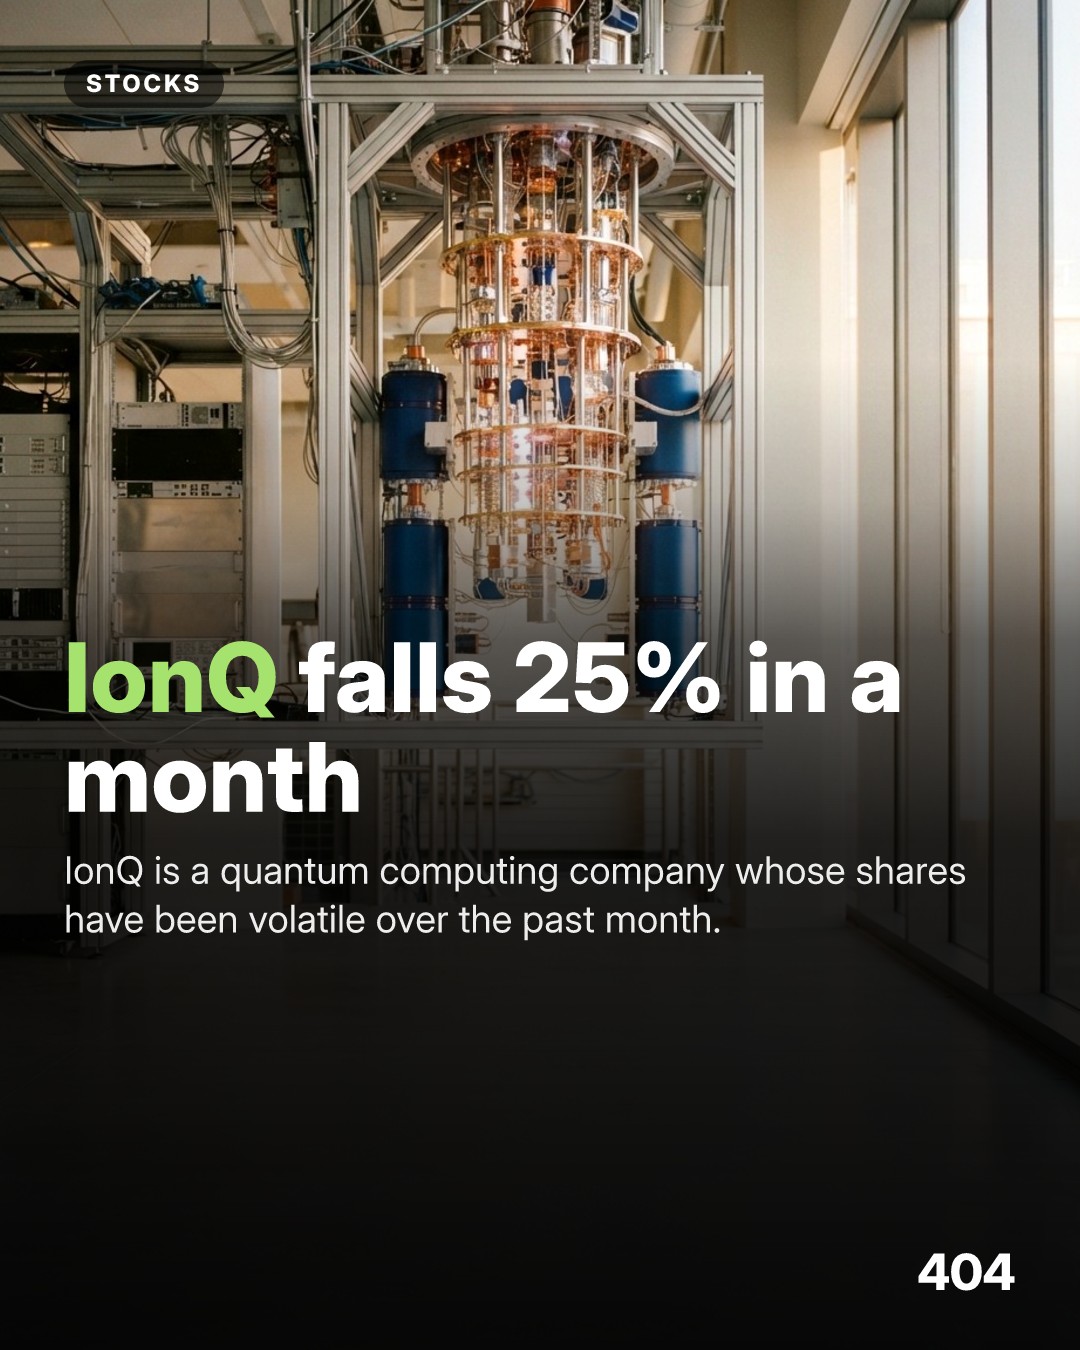 STOCKS
IonQ falls 25% in a
month
IonQ is a quantum computing company whose shares
have been volatile over the past month.
404